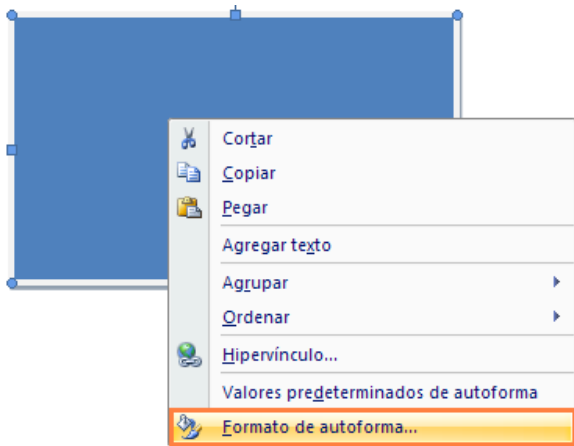 Cortar
Copiar
Pegar
Agregar texto
Agrupar
Ordenar
Hipervínculo...
Valores predeterminados de autoforma
Formato de autoforma...